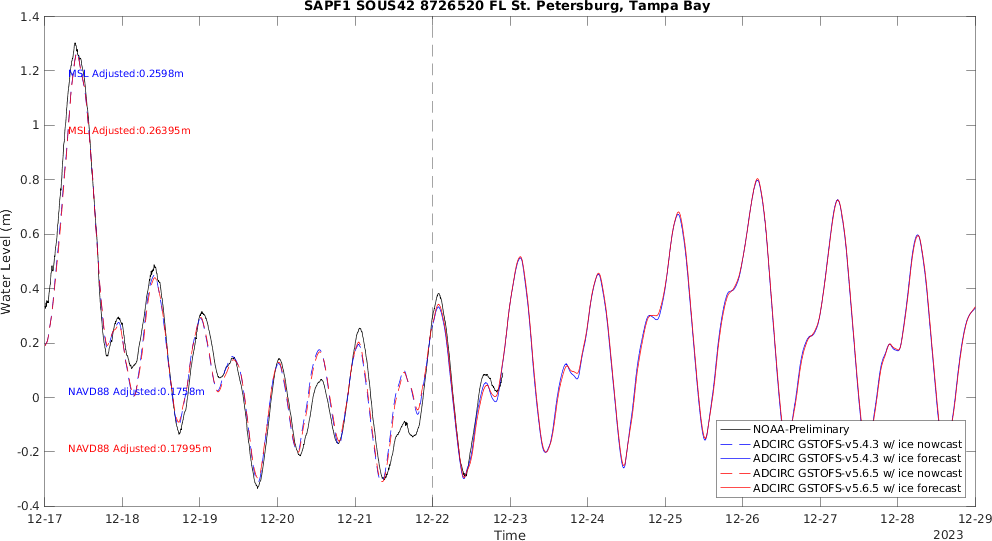 SAPF1 SOUS42 8726520 FL St. Petersburg, Tampa Bay
1.4
1.2
1
0.8
0.6
0.4
0.2
0
-0.2
-0.4
Water Level (m)
MSL Adjusted:0.2598m
MSL Adjusted:0.26395m
NAVD88 Adjusted:0.1758m
NAVD88 Adjusted:0.17995m
NOAA-Preliminary
ADCIRC GSTOFS-v5.4.3 w/ ice nowcast
ADCIRC GSTOFS-v5.4.3 w/ ice forecast
ADCIRC GSTOFS-v5.6.5 w/ ice nowcast
ADCIRC GSTOFS-v5.6.5 w/ ice forecast
12-17 12-18 12-19 12-20 12-21 12-22 12-23 12-24 12-25 12-26 12-27 12-28 12-29
Time
2023